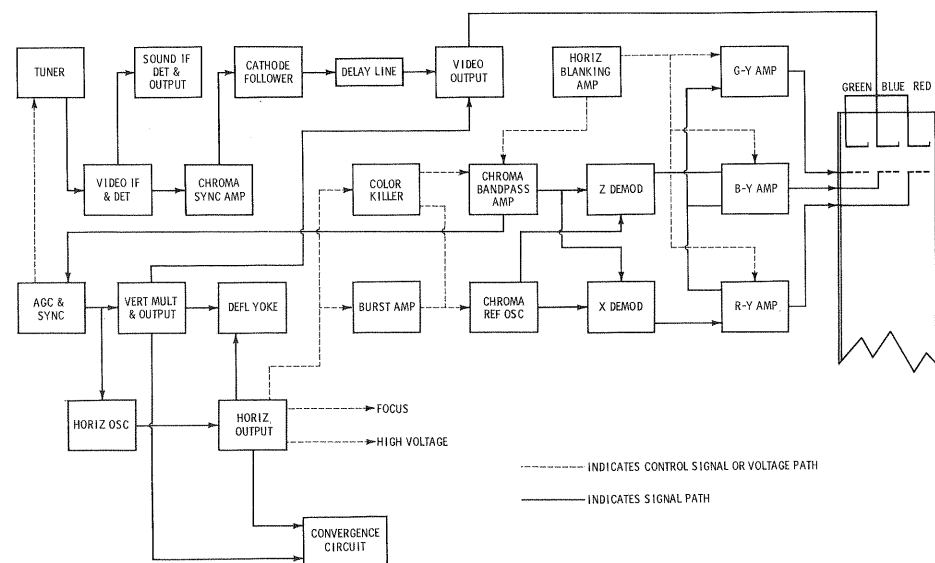 TUNER
SOUND IF
DET &
OUTPUT
CATHODE
FOLLOWER
DELAY LINE
VIDEO
OUTPUT
HORIZ
BLANKING
AMP
G-Y AMP
GREEN BLUE RED
VIDEO IF
& DET
CHROMA
SYNC AMP
COLOR
KILLER
CHROMA
BANDPASS
AMP
Z DEMOD
B-Y AMP
AGC &
SYNC
VERT MULT
& OUTPUT
DEFL YOKE
BURST AMP
CHROMA
REF OSC
X DEMOD
R-Y AMP
HORIZ OSC
HORIZ,
OUTPUT
FOCUS
HIGH VOLTAGE
INDICATES CONTROL SIGNAL OR VOLTAGE PATH
INDICATES SIGNAL PATH
CONVERGENCE
CIRCUIT